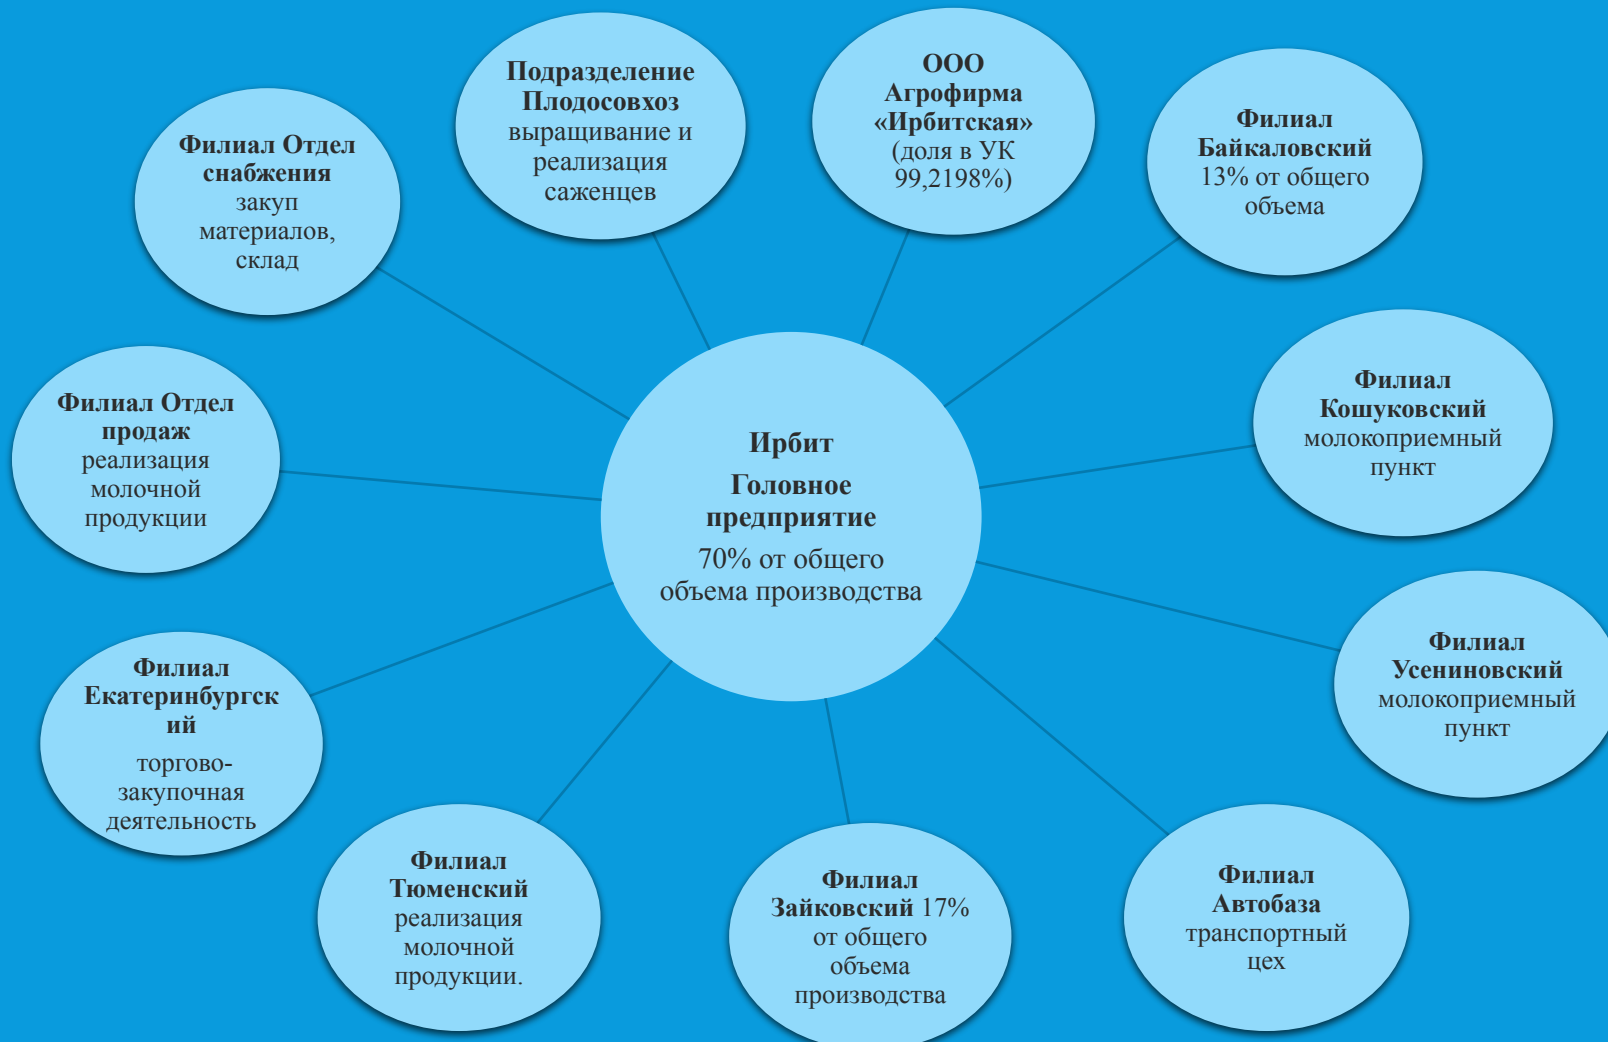 Подразделение
Плодосовхоз
выращивание и
реализация
саженцев
ООО
Агрофирма
«Ирбитская»
(доля в УК
99,2198%)
Филиал
Байкаловский
13% от общего
объема
Филиал Отдел
снабжения
закуп
материалов,
склад
Филиал
Кошуковский
молокоприемный
пункт
Филиал Отдел
продаж
реализация
молочной
продукции
Ирбит
Головное
предприятие
70% от общего
объема производства
Филиал
Усениновский
молокоприемный
пункт
Филиал
Екатеринбургск
ий
торгово-
закупочная
деятельность
Филиал
Тюменский
реализация
молочной
продукции.
Филиал
Зайковский 17%
от общего
объема
производства
Филиал
Автобаза
транспортный
цех